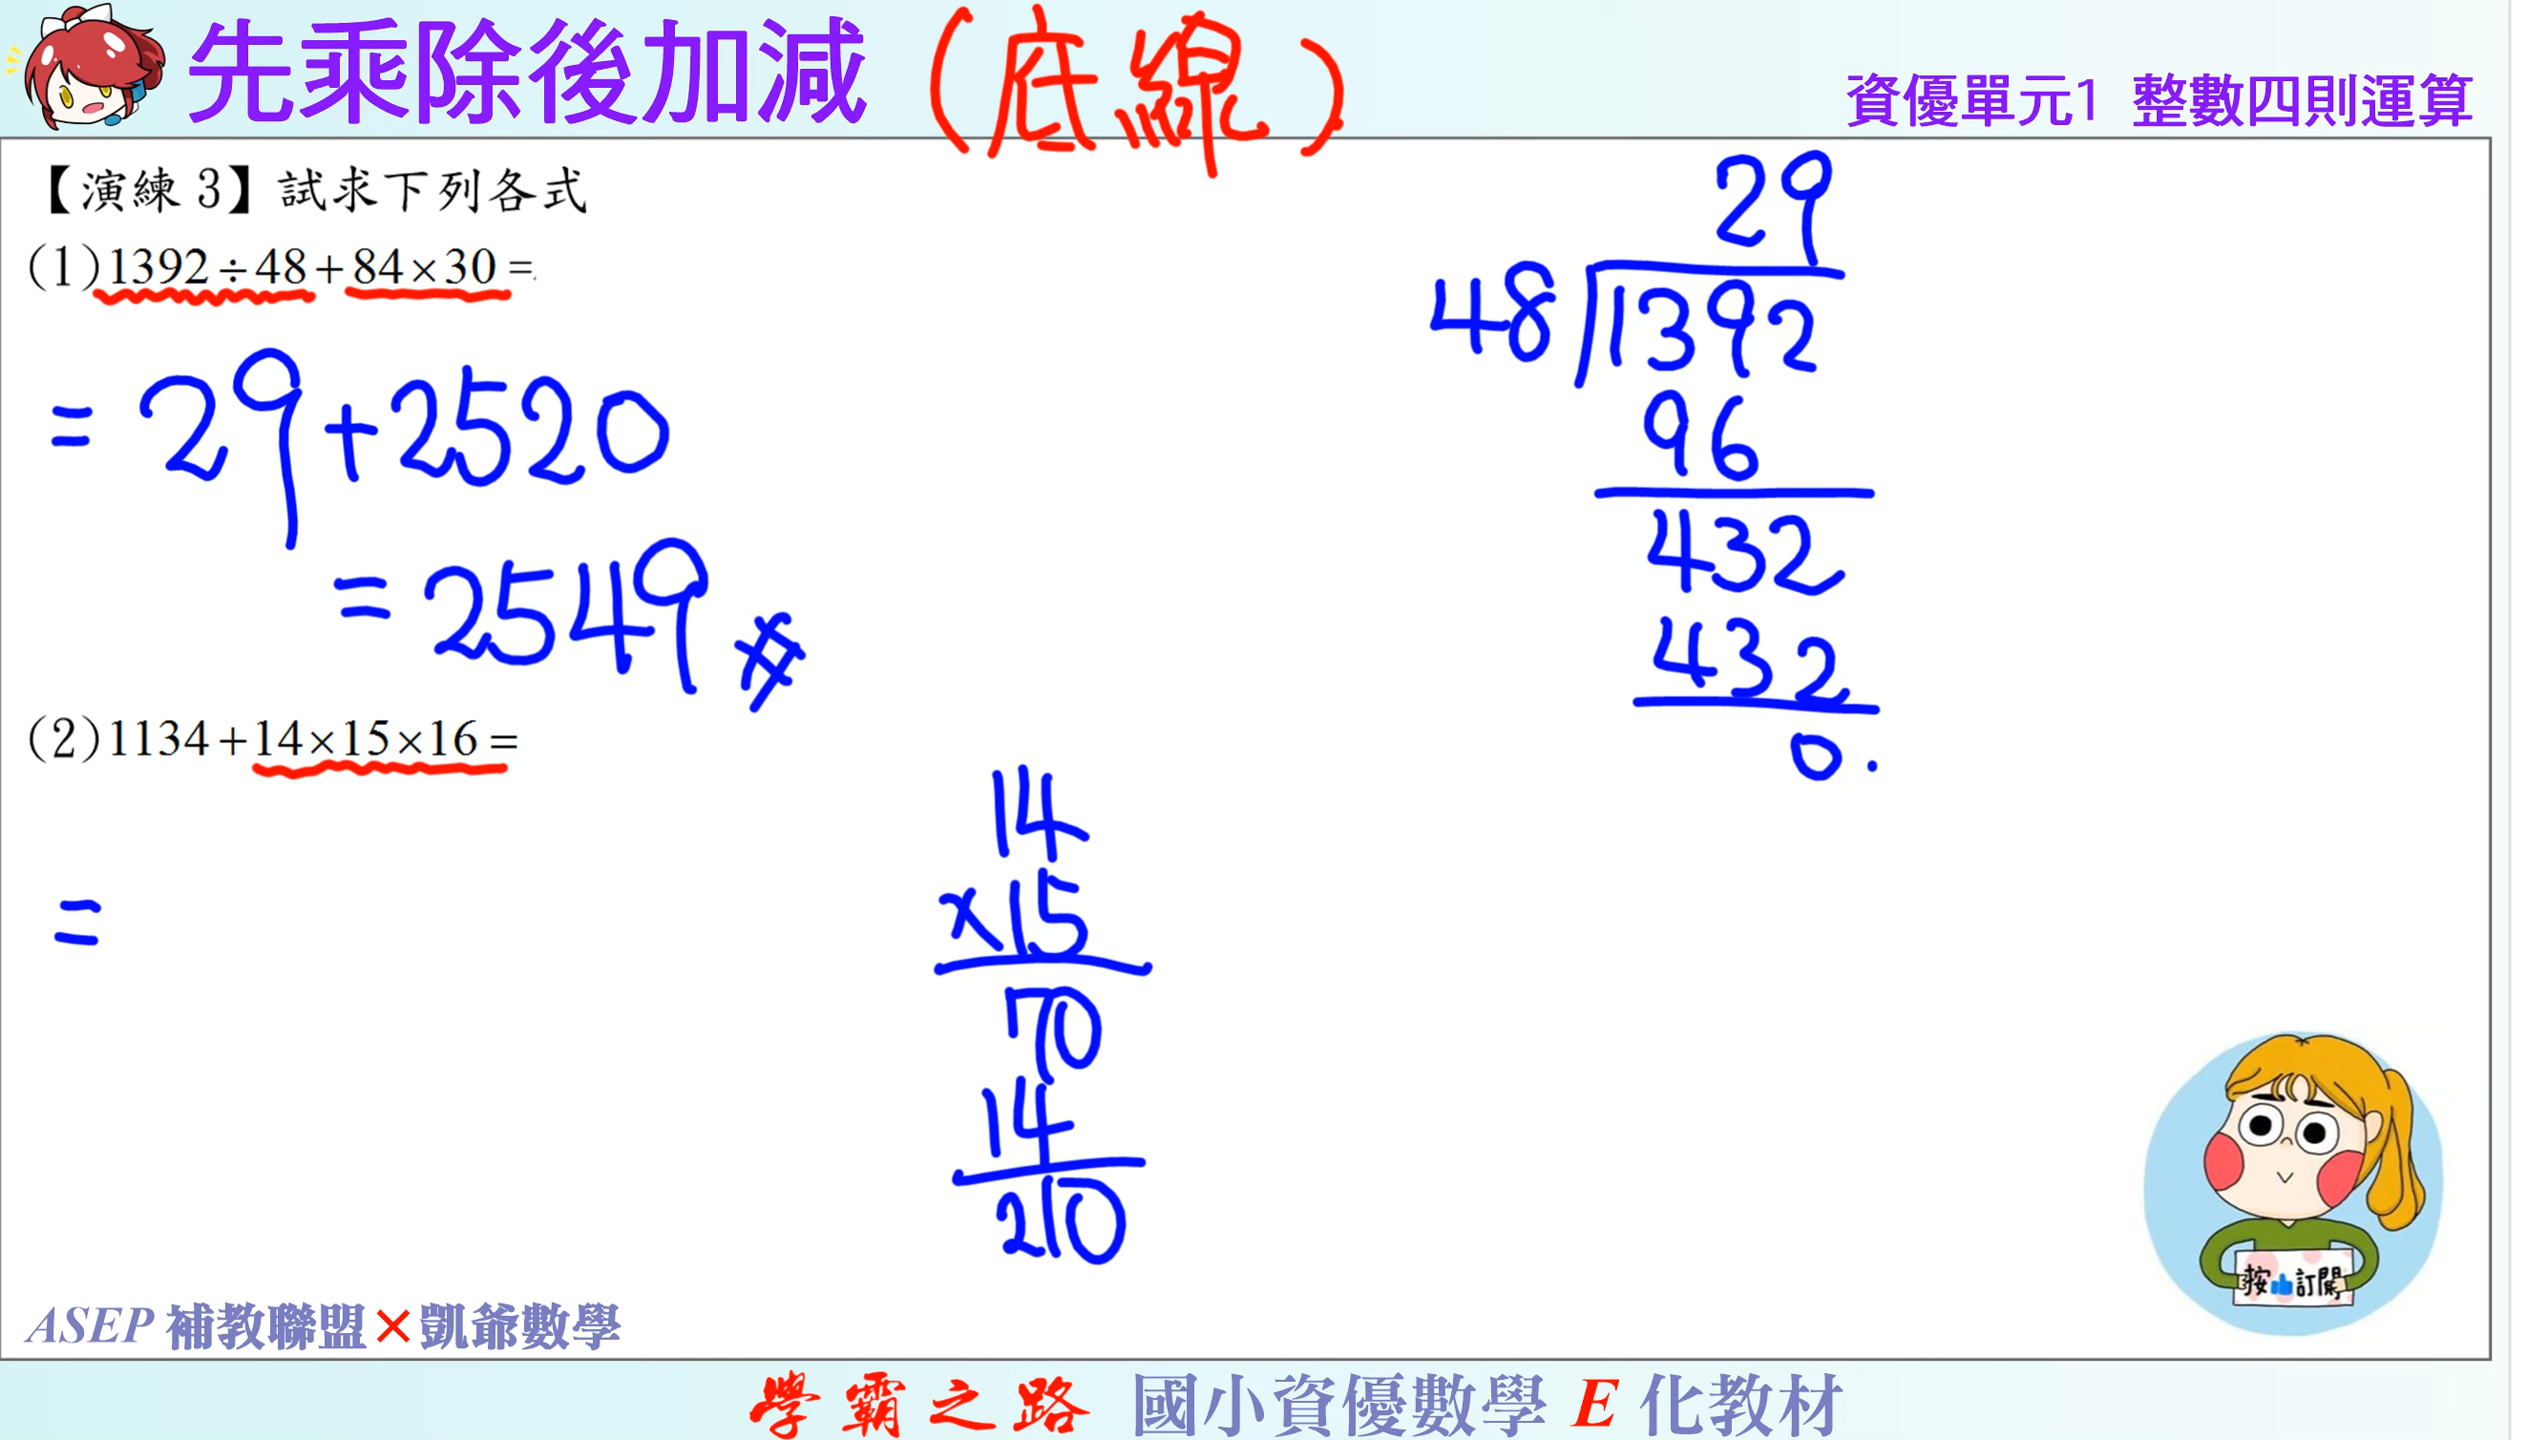 先乘除後加減 (底線)
資優單元1 整數四則運算
【演練 3】試求下列各式
(1)1392÷48+84×30=
= 29+2520
= 2549 #
(2)1134+14×15×16=
=
29
48 1392
96
432
432
0.
14
×15
70
14
210
按 訂閱
ASEP 補教聯盟×凱爺數學
學霸之路 國小資優數學 E 化教材